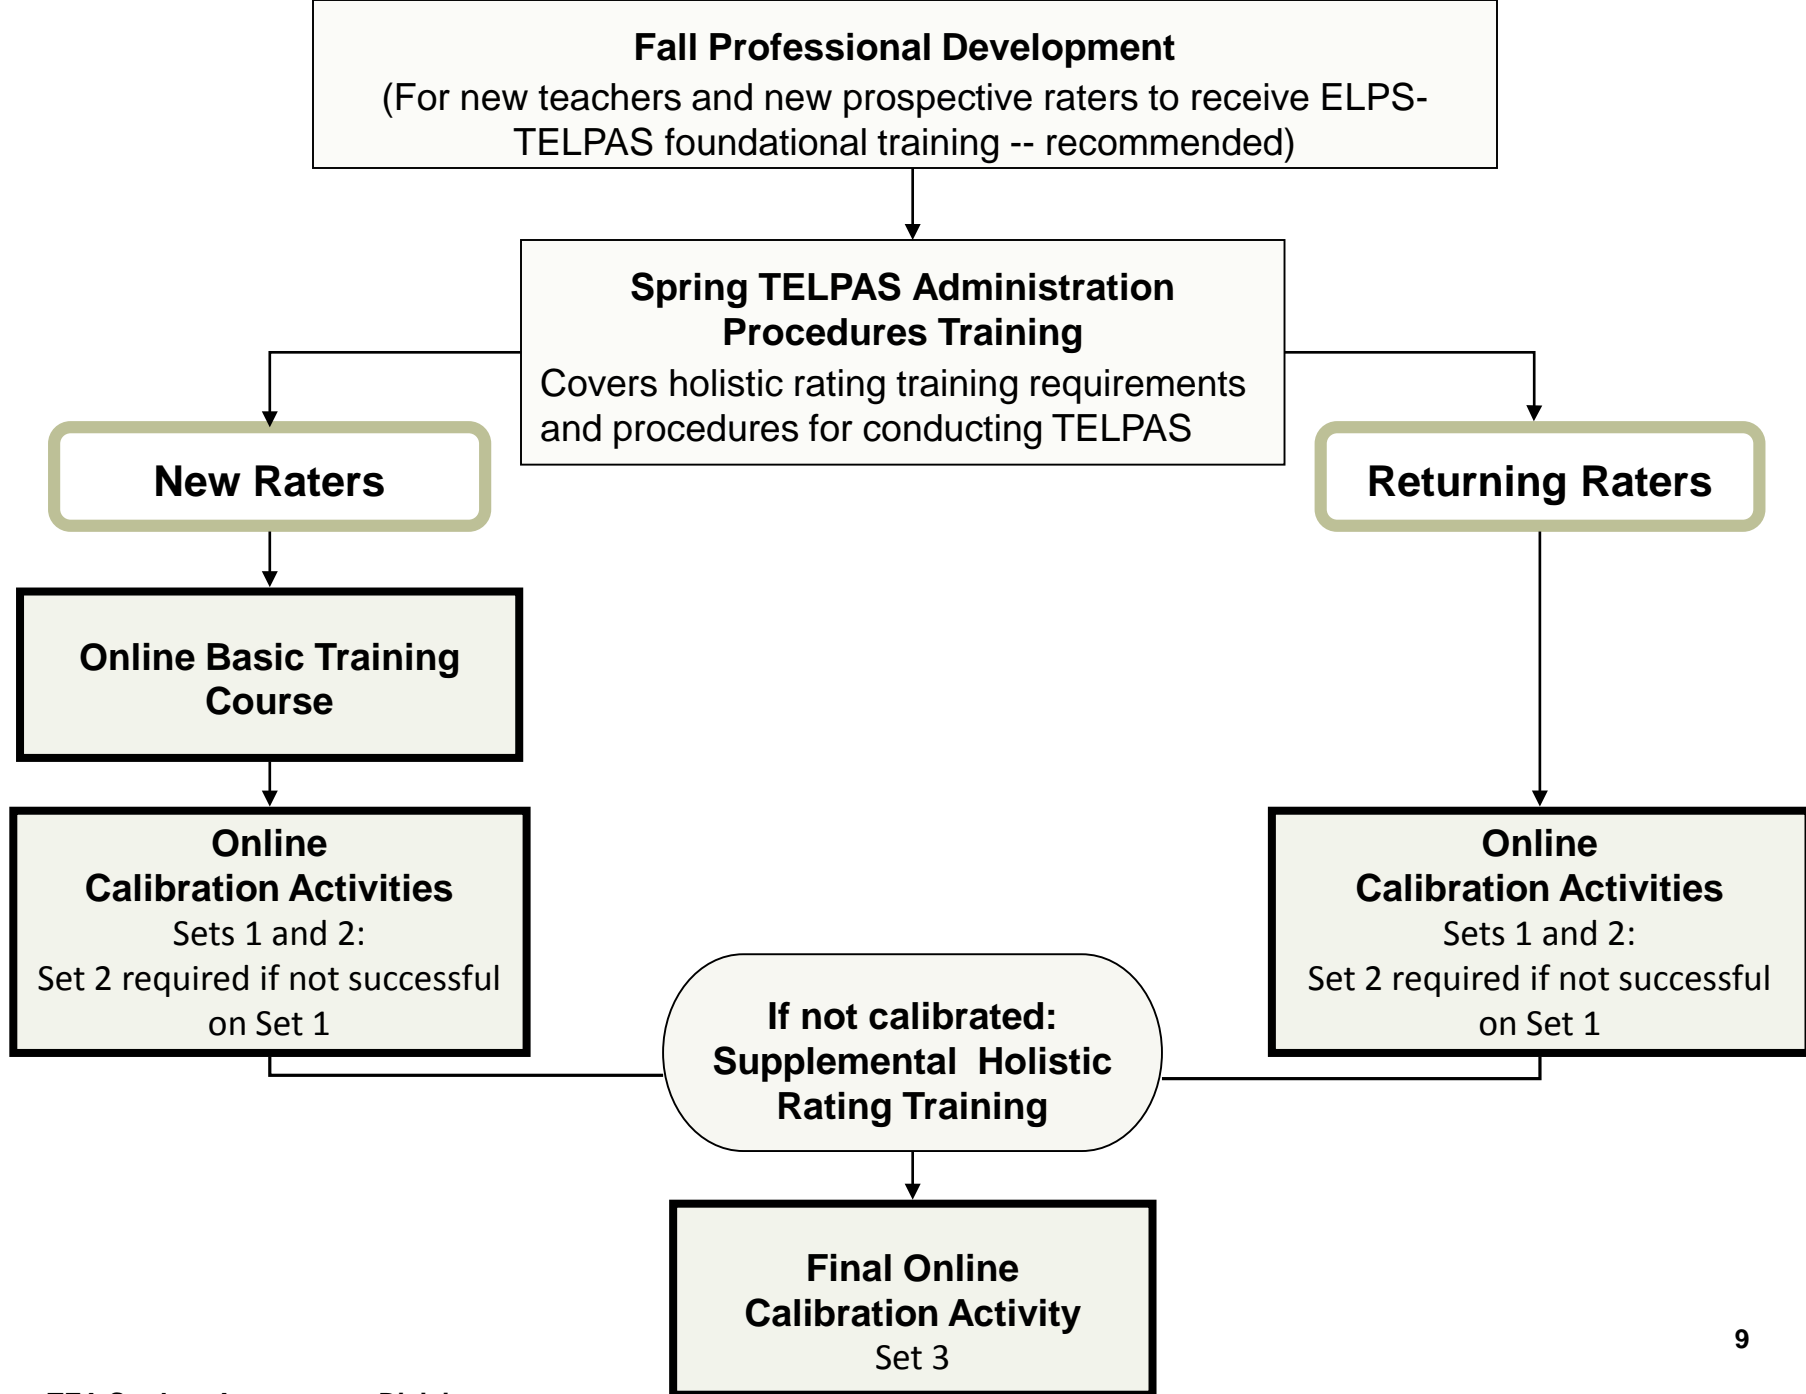 Fall Professional Development
(For new teachers and new prospective raters to receive ELPS-
TELPAS foundational training -- recommended)
Spring TELPAS Administration
Procedures Training
Covers holistic rating training requirements
and procedures for conducting TELPAS
New Raters
Returning Raters
Online Basic Training
Course
Online
Calibration Activities
Sets 1 and 2:
Set 2 required if not successful
on Set 1
Online
Calibration Activities
Sets 1 and 2:
Set 2 required if not successful
on Set 1
If not calibrated:
Supplemental  Holistic
Rating Training
Final Online
Calibration Activity
Set 3
9